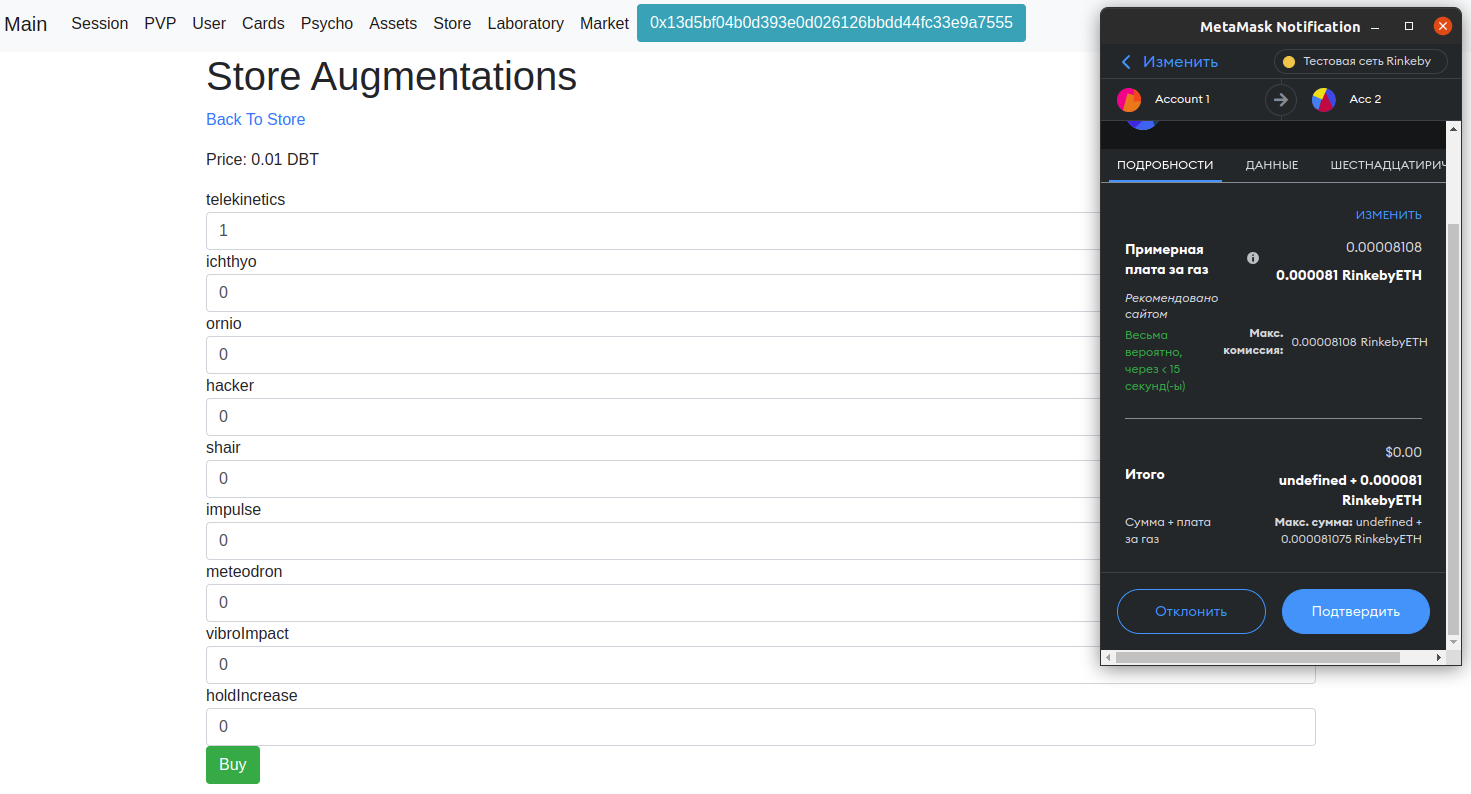 Main Session PVP User Cards Psycho Assets Store Laboratory Market 0x13d5bf04b0d393e0d026126bbdd44fc33e9a7555
Store Augmentations
Back To Store
Price: 0.01 DBT
telekinetics
1
ichthyo
0
ornio
0
hacker
0
shair
0
impulse
0
meteodron
0
vibroImpact
0
holdIncrease
0
Buy
MetaMask Notification
Изменить
Тестовая сеть Rinkeby
Account 1
Acc 2
ПОДРОБНОСТИ ДАННЫЕ ШЕСТНАДЦАТИРИЧ
ИЗМЕНИТЬ
Примерная
плата за газ
0.00008108
0.000081 RinkebyETH
Рекомендовано
сайтом
Весьма
вероятно,
через < 15
секунд(-ы)
Макс.
комиссия:
0.00008108 RinkebyETH
$0.00
Итого
undefined + 0.000081
RinkebyETH
Сумма + плата
за газ
Макс. сумма: undefined +
0.000081075 RinkebyETH
Отклонить
Подтвердить